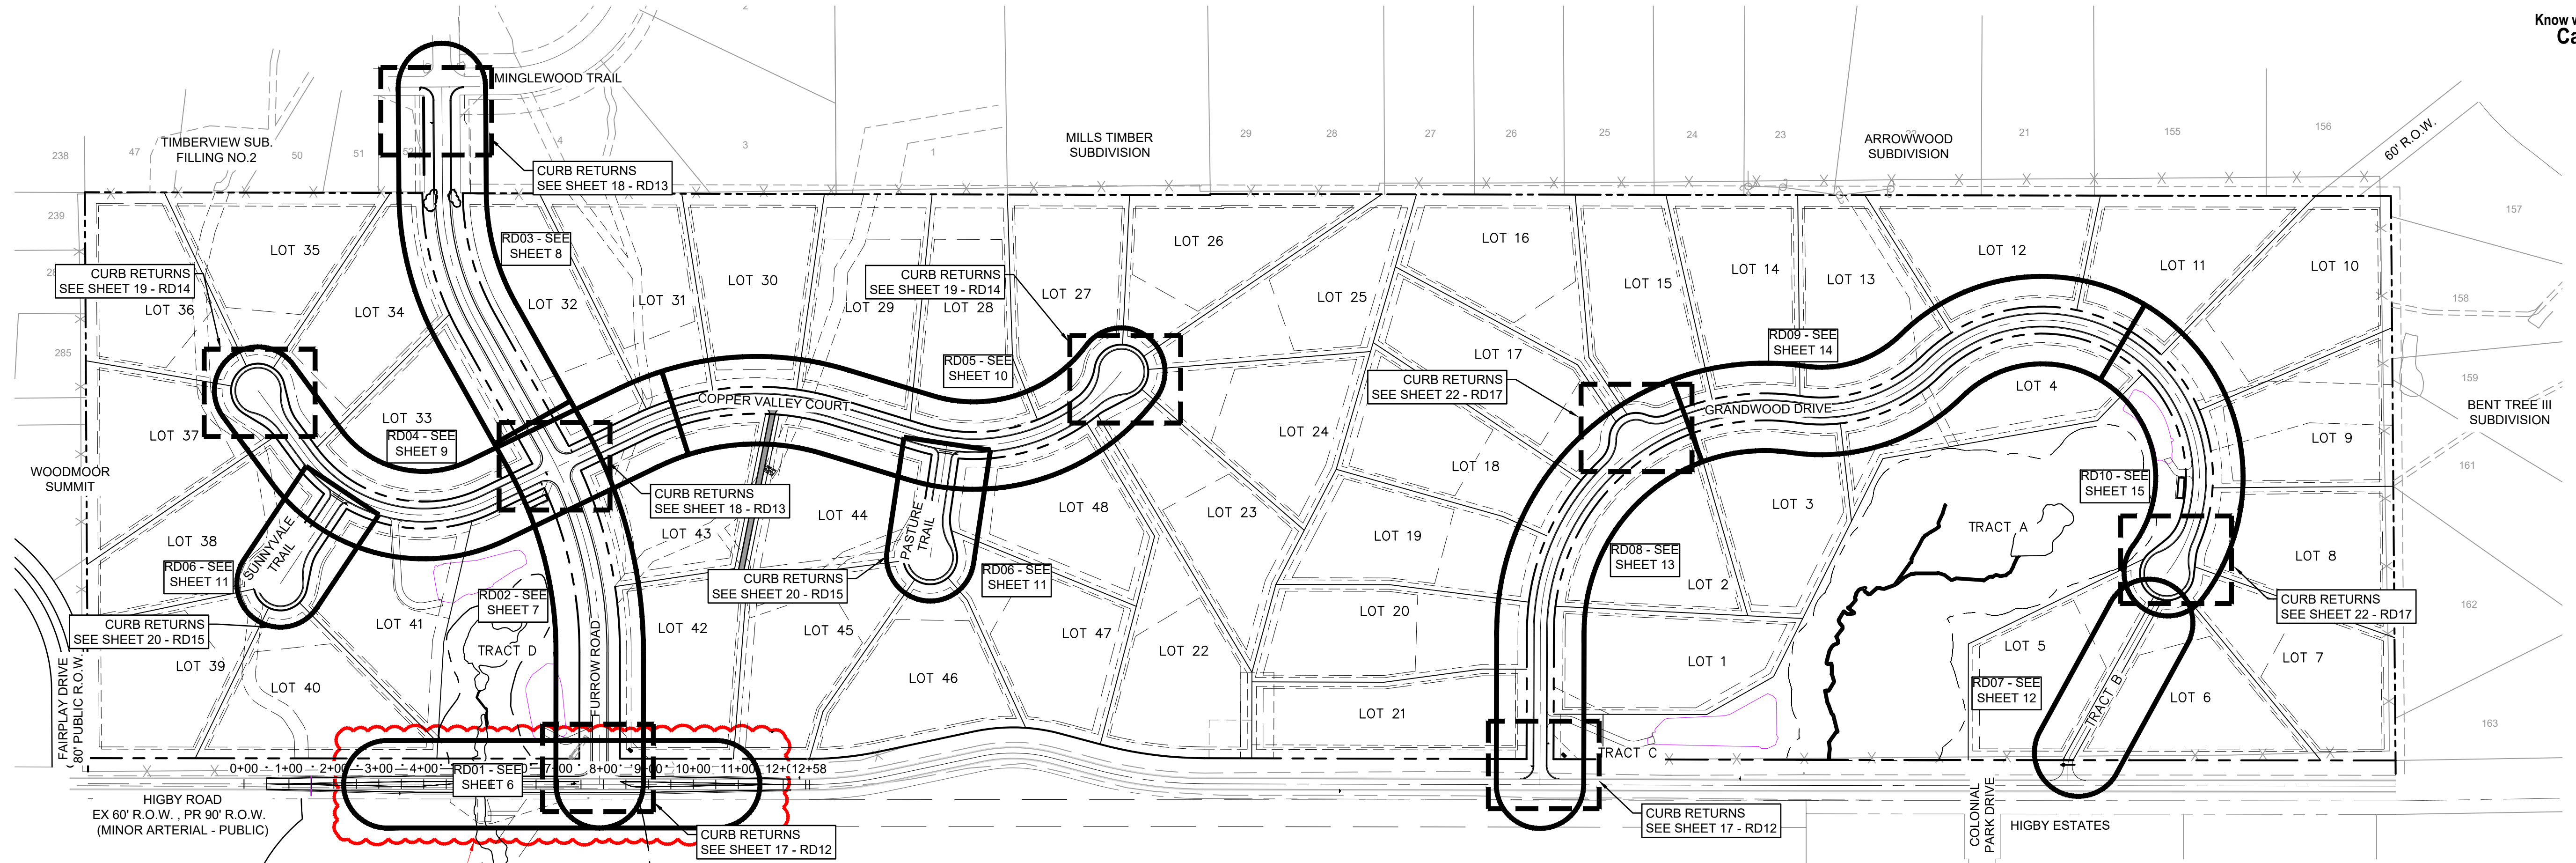 Know w
Ca
2
MINGLEWOOD TRAIL
TIMBERVIEW SUB.
FILLING NO.2
238
47
50
51
52
4
3
1
MILLS TIMBER
SUBDIVISION
29
28
27
26
25
24
23
ARROWWOOD
SUBDIVISION
22
21
155
156
60' R.O.W.
CURB RETURNS
SEE SHEET 18 - RD13
239
157
LOT 35
RD03 - SEE
SHEET 8
LOT 26
LOT 16
LOT 12
LOT 11
LOT 10
CURB RETURNS
SEE SHEET 19 - RD14
LOT 36
LOT 34
LOT 32
LOT 31
LOT 30
LOT 29
CURB RETURNS
SEE SHEET 19 - RD14
LOT 28
LOT 27
LOT 25
LOT 15
LOT 14
LOT 13
158
285
RD05 - SEE
SHEET 10
LOT 17
RD09 - SEE
SHEET 14
159
CURB RETURNS
SEE SHEET 22 - RD17
LOT 4
COPPER VALLEY COURT
GRANDWOOD DRIVE
BENT TREE III
SUBDIVISION
LOT 37
LOT 33
RD04 - SEE
SHEET 9
LOT 24
LOT 9
WOODMOOR
SUMMIT
LOT 18
161
CURB RETURNS
SEE SHEET 18 - RD13
RD10 - SEE
SHEET 15
LOT 44
LOT 48
LOT 23
LOT 3
TRACT A
LOT 38
SUNNYVALE
TRAIL
LOT 43
PASTURE
TRAIL
LOT 19
LOT 8
RD06 - SEE
SHEET 11
RD02 - SEE
SHEET 7
CURB RETURNS
SEE SHEET 20 - RD15
RD06 - SEE
SHEET 11
RD08 - SEE
SHEET 13
LOT 2
CURB RETURNS
SEE SHEET 22 - RD17
162
CURB RETURNS
SEE SHEET 20 - RD15
LOT 41
LOT 42
LOT 45
LOT 47
LOT 20
LOT 39
TRACT D
FURROW ROAD
LOT 22
LOT 1
LOT 5
LOT 7
LOT 40
LOT 46
LOT 21
RD07 - SEE
SHEET 12
TRACT B
LOT 6
163
FAIRPLAY DRIVE
80' PUBLIC R.O.W.
TRACT C
0+00
1+00
2+00
3+00
4+00
RD01 - SEE
SHEET 6
7+00
8+00
9+00
10+00
11+00
12+58
HIGBY ROAD
EX 60' R.O.W. , PR 90' R.O.W.
(MINOR ARTERIAL - PUBLIC)
CURB RETURNS
SEE SHEET 17 - RD12
CURB RETURNS
SEE SHEET 17 - RD12
COLONIAL
PARK DRIVE
HIGBY ESTATES